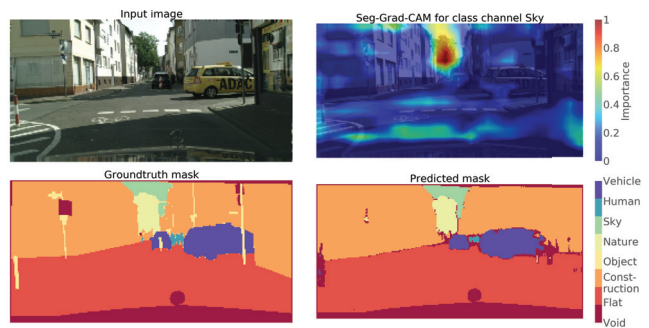 Input image
Seg-Grad-CAM for class channel Sky
ADAC
1
0.8
0.6
0.4
0.2
0
Importance
Groundtruth mask
Predicted mask
Vehicle
Human
Sky
Nature
Object
Const-
ruction
Flat
Void